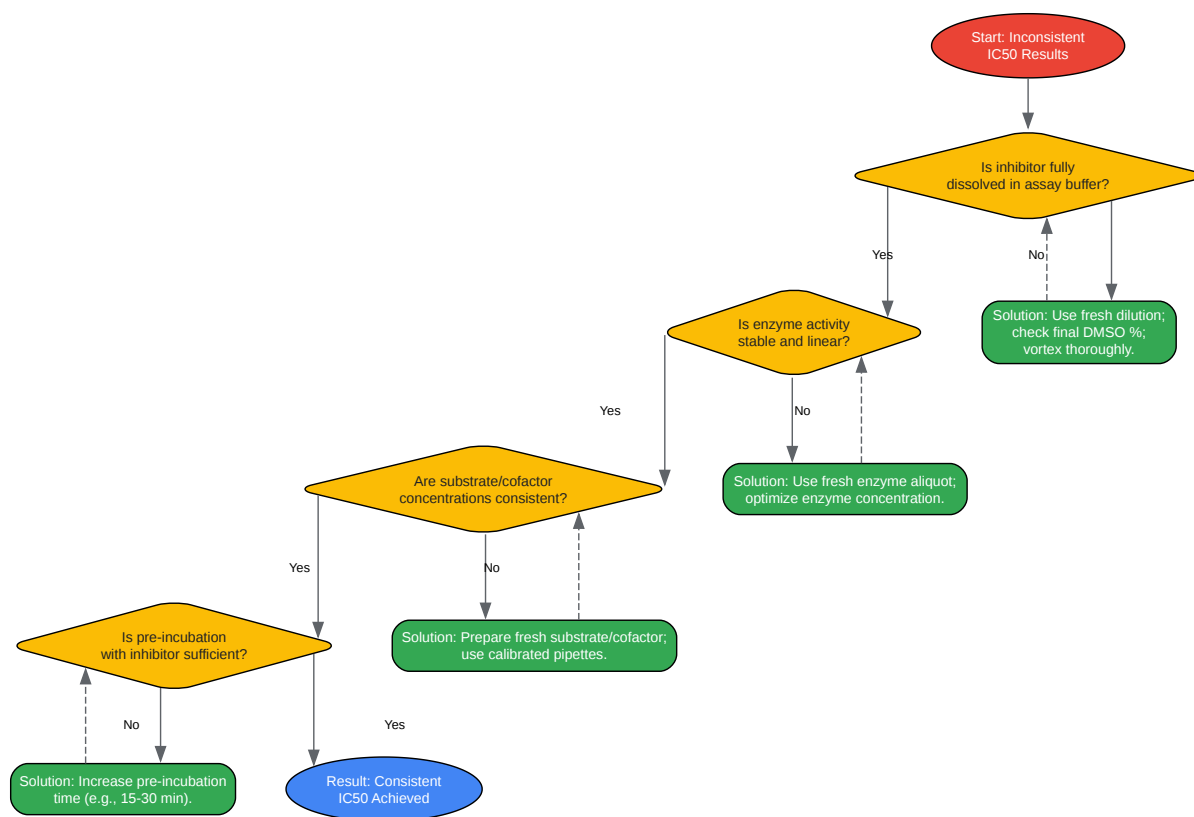 Start: Inconsistent
IC50 Results
Is inhibitor fully
dissolved in assay buffer?
Yes
No
Is enzyme activity
stable and linear?
Solution: Use fresh dilution;
check final DMSO %;
vortex thoroughly.
Yes
No
Are substrate/cofactor
concentrations consistent?
Solution: Use fresh enzyme aliquot;
optimize enzyme concentration.
Yes
No
Is pre-incubation
with inhibitor sufficient?
Solution: Prepare fresh substrate/cofactor;
use calibrated pipettes.
No
Yes
Solution: Increase pre-incubation
time (e.g., 15-30 min).
Result: Consistent
IC50 Achieved